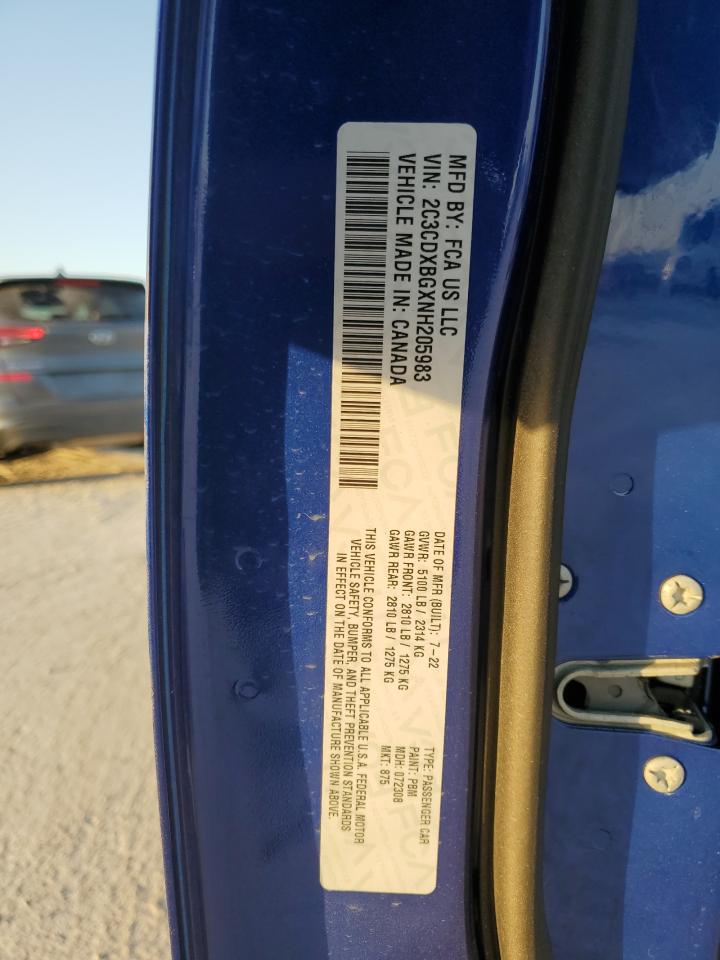 MFD BY: FCA US LLC
VIN: 2C3CDXBGXNH205983
VEHICLE MADE IN: CANADA
DATE OF MFR (BUILT): 7-22
GVWR: 5100 LB / 2314 KG
GAWR FRONT: 2810 LB / 1275 KG
GAWR REAR: 2810 LB / 1275 KG
TYPE: PASSENGER CAR
PAINT: PBM
MDH: 072308
MKT: 875
THIS VEHICLE CONFORMS TO ALL APPLICABLE U.S.A. FEDERAL MOTOR
VEHICLE SAFETY, BUMPER, AND THEFT PREVENTION STANDARDS
IN EFFECT ON THE DATE OF MANUFACTURE SHOWN ABOVE.